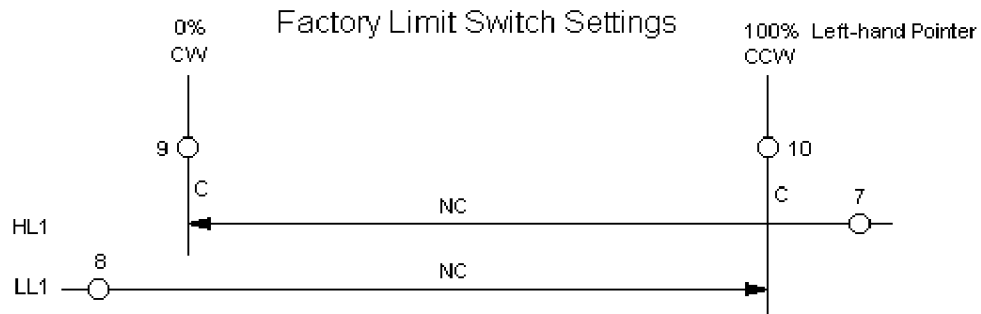 Factory Limit Switch Settings
0%
CW
100% Left-hand Pointer
CCW
9
10
C
C
7
NC
HL1
8
NC
LL1